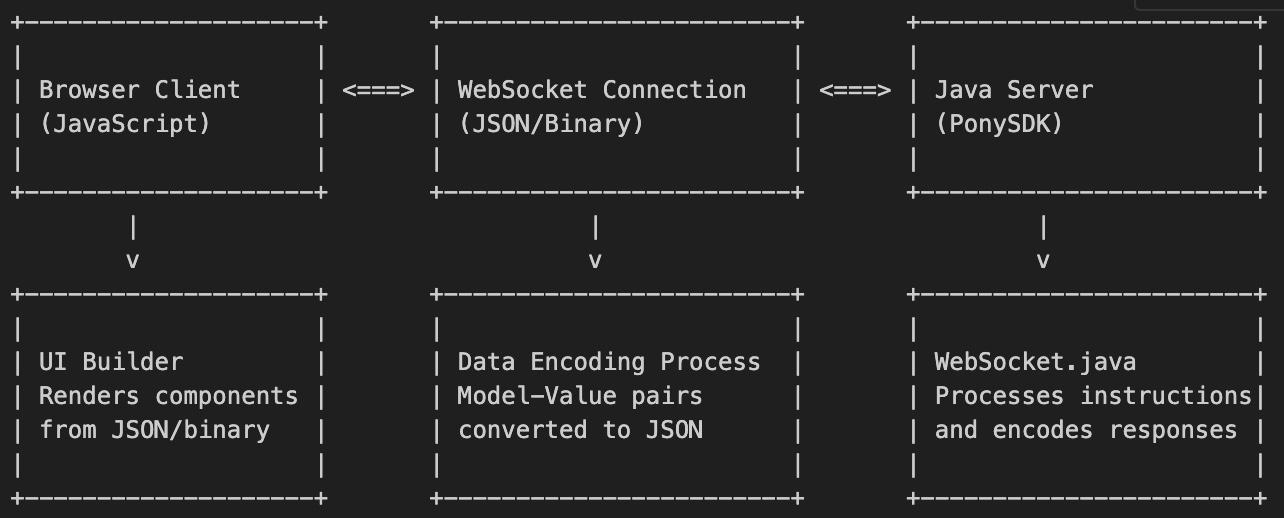 Browser Client
(JavaScript)
<===>
WebSocket Connection
(JSON/Binary)
<===>
Java Server
(PonySDK)
v
v
v
UI Builder
Renders components
from JSON/binary
Data Encoding Process
Model-Value pairs
converted to JSON
WebSocket.java
Processes instructions
and encodes responses